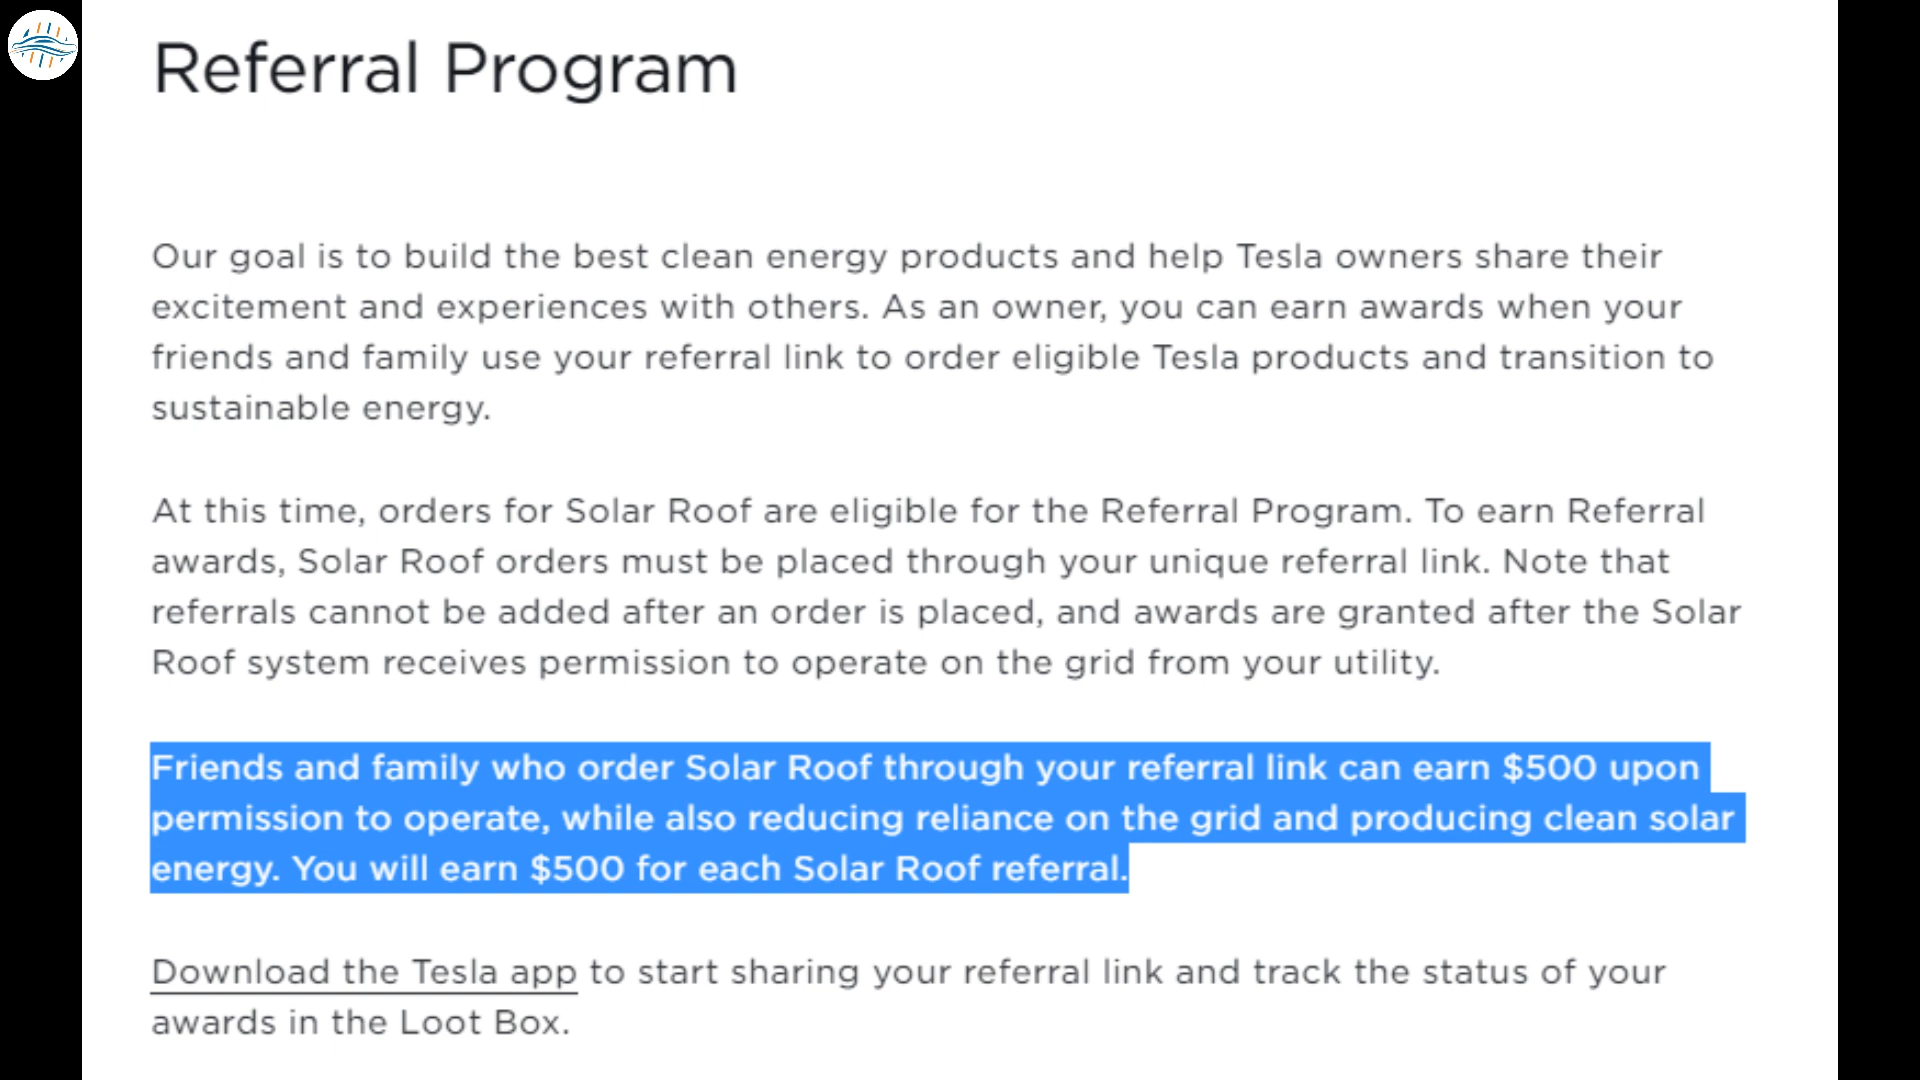 Referral Program
Our goal is to build the best clean energy products and help Tesla owners share their
excitement and experiences with others. As an owner, you can earn awards when your
friends and family use your referral link to order eligible Tesla products and transition to
sustainable energy.
At this time, orders for Solar Roof are eligible for the Referral Program. To earn Referral
awards, Solar Roof orders must be placed through your unique referral link. Note that
referrals cannot be added after an order is placed, and awards are granted after the Solar
Roof system receives permission to operate on the grid from your utility.
Friends and family who order Solar Roof through your referral link can earn $500 upon
permission to operate, while also reducing reliance on the grid and producing clean solar
energy. You will earn $500 for each Solar Roof referral.
Download the Tesla app to start sharing your referral link and track the status of your
awards in the Loot Box.